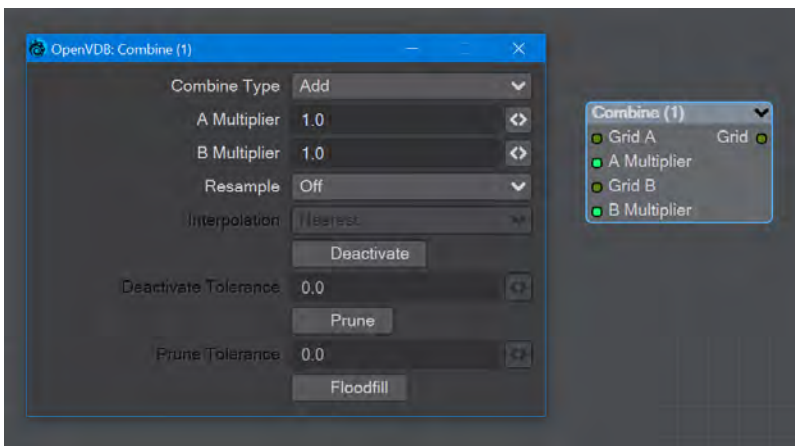 OpenVDB: Combine (1)
Combine Type Add
A Multiplier 1.0
B Multiplier 1.0
Resample Off
Interpolation Nearest
Deactivate
Deactivate Tolerance 0.0
Prune
Prune Tolerance 0.0
Floodfill
Combine (1)
Grid A Grid
A Multiplier
Grid B
B Multiplier